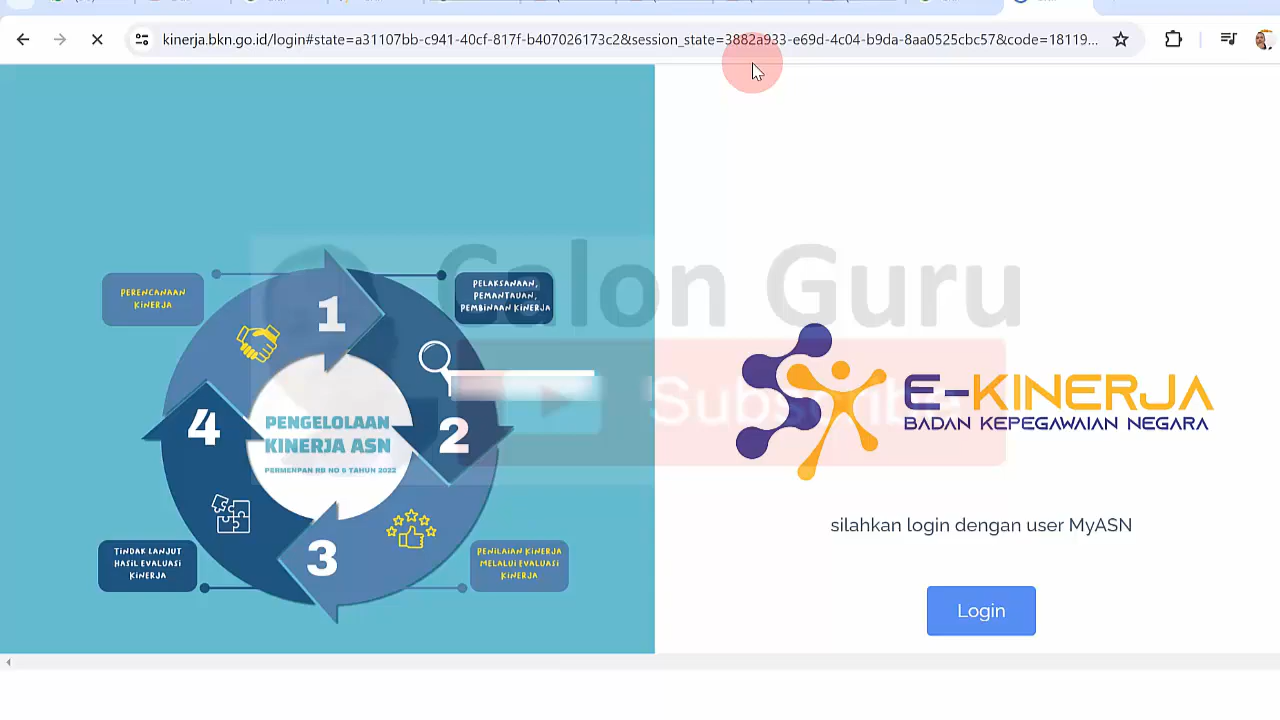 kinerja.bkn.go.id/login#state=a31107bb-c941-40cf-817f-b407026173c2&session_state=3882a933-e69d-4c04-b9da-8aa0525cbc57&code=18119...
Calon Guru
Subscribe
PERENCANAAN
KINERJA
1
PELAKSANAAN,
PEMANTAUAN,
PEMBINAAN KINERJA
4
PENGELOLAAN
KINERJA ASN
PERMENPAN RB NO 6 TAHUN 2022
2
3
TINDAK LANJUT
HASIL EVALUASI
KINERJA
PENILAIAN KINERJA
MELALUI EVALUASI
KINERJA
E-KINERJA
BADAN KEPEGAWAIAN NEGARA
silahkan login dengan user MyASN
Login